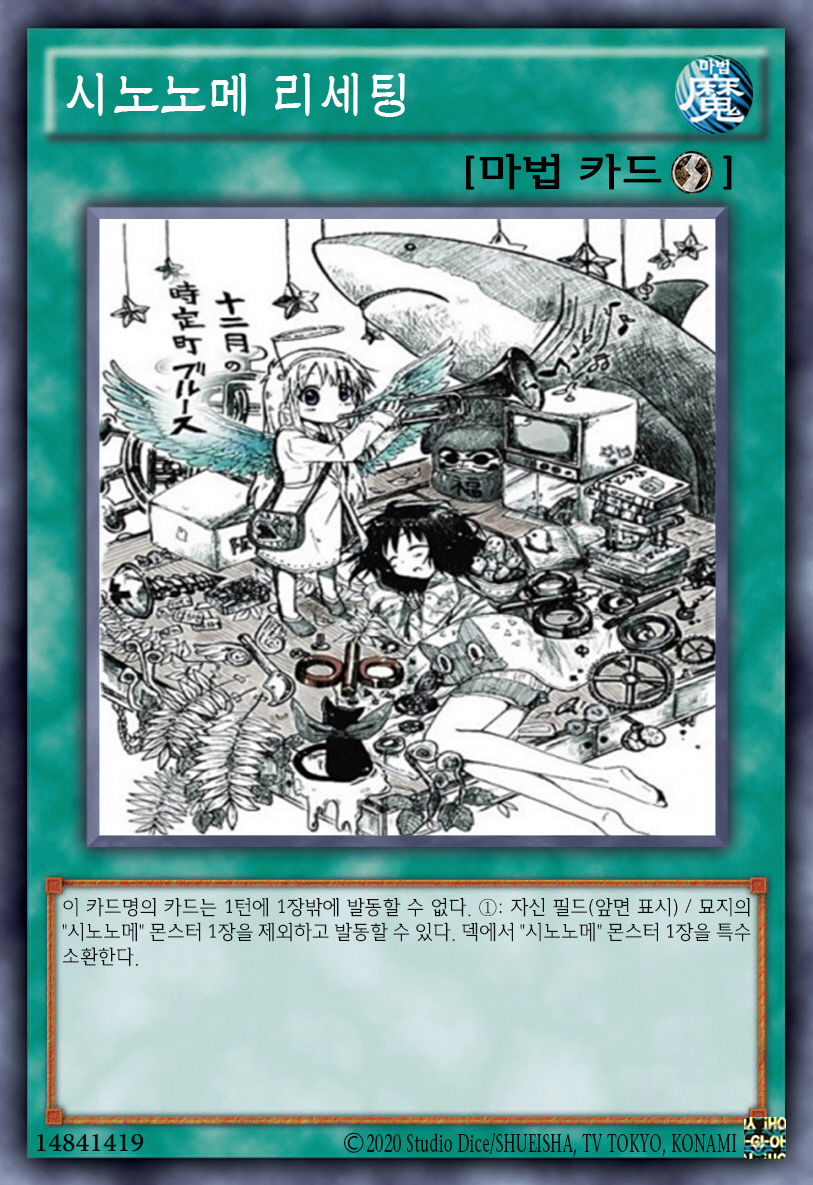 시노노메 리세팅
마법
魔
[마법 카드 ]
十二月の
時定町ブルース
福
이 카드명의 카드는 1턴에 1장밖에 발동할 수 없다. ①: 자신 필드(앞면 표시) / 묘지의
"시노노메" 몬스터 1장을 제외하고 발동할 수 있다. 덱에서 "시노노메" 몬스터 1장을 특수
소환한다.
14841419
©2020 Studio Dice/SHUEISHA, TV TOKYO, KONAMI